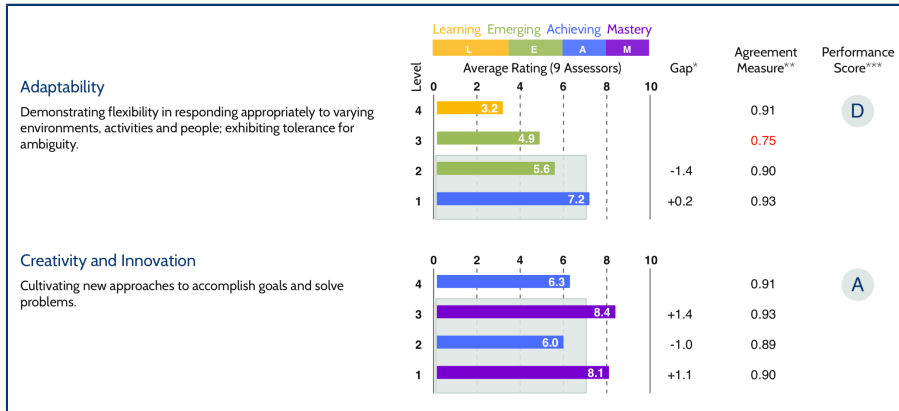 Learning Emerging Achieving Mastery
L E A M
Level
Average Rating (9 Assessors)
Gap*
Agreement
Measure**
Performance
Score***
Adaptability
Demonstrating flexibility in responding appropriately to varying
environments, activities and people; exhibiting tolerance for
ambiguity.
0 2 4 6 8 10
4 3.2 0.91 D
3 4.9 0.75
2 5.6 -1.4 0.90
1 7.2 +0.2 0.93
Creativity and Innovation
Cultivating new approaches to accomplish goals and solve
problems.
0 2 4 6 8 10
4 6.3 0.91 A
3 8.4 +1.4 0.93
2 6.0 -1.0 0.89
1 8.1 +1.1 0.90